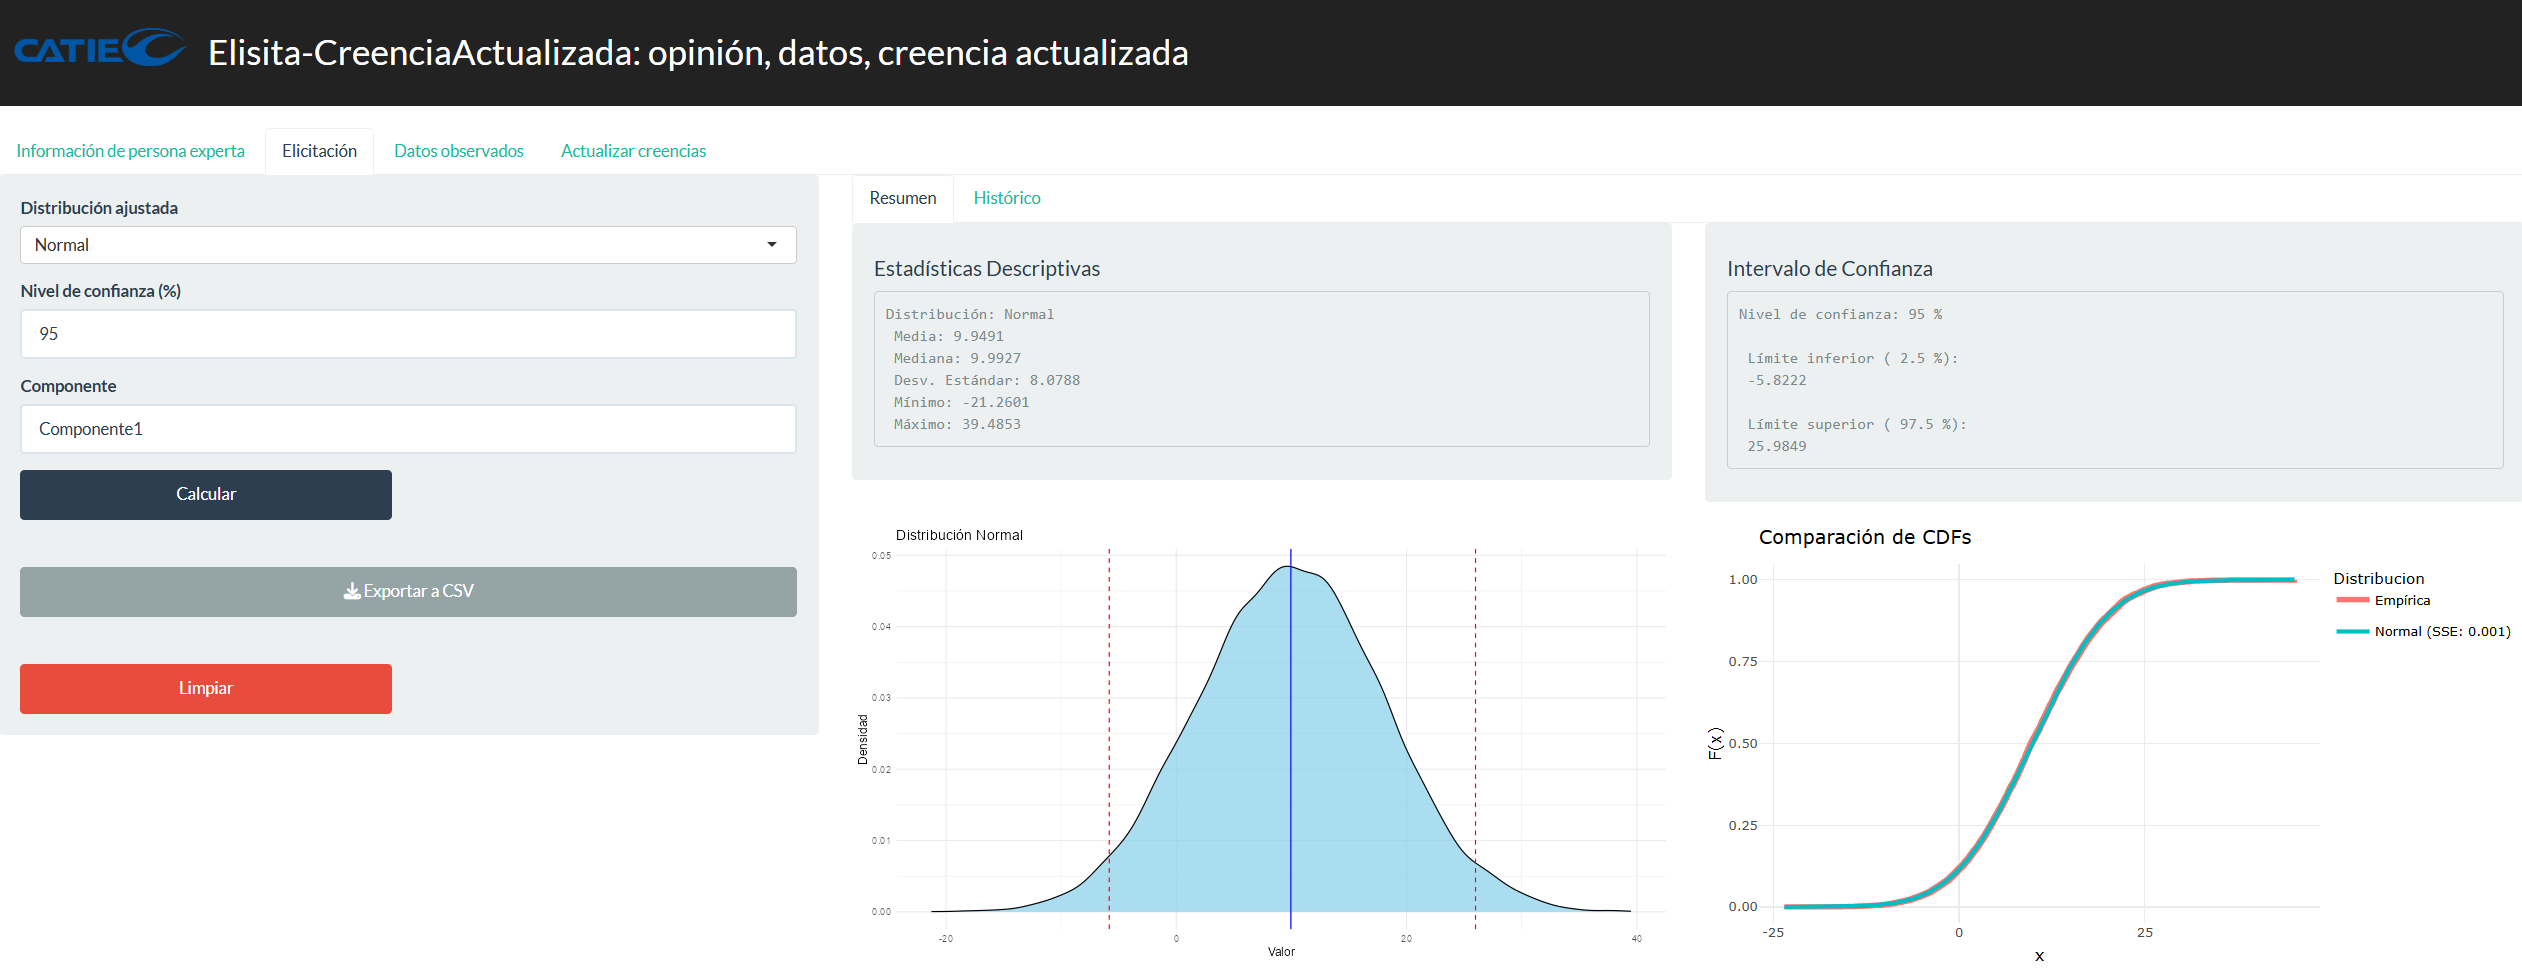 CATIE
Elisita-CreenciaActualizada: opinión, datos, creencia actualizada
Información de persona experta
Elicitación
Datos observados
Actualizar creencias
Distribución ajustada
Normal
Nivel de confianza (%)
95
Componente
Componente1
Calcular
Exportar a CSV
Limpiar
Resumen
Histórico
Estadísticas Descriptivas
Distribución: Normal
Media: 9.9491
Mediana: 9.9927
Desv. Estándar: 8.0788
Mínimo: -21.2601
Máximo: 39.4853
Intervalo de Confianza
Nivel de confianza: 95 %
Límite inferior ( 2.5 %):
-5.8222
Límite superior ( 97.5 %):
25.9849
Distribución Normal
0.05
0.04
0.03
0.02
0.01
0.00
Densidad
-20
0
20
40
Valor
Comparación de CDFs
1.00
0.75
0.50
0.25
0.00
F(x)
-25
0
25
x
Distribucion
Empírica
Normal (SSE: 0.001)